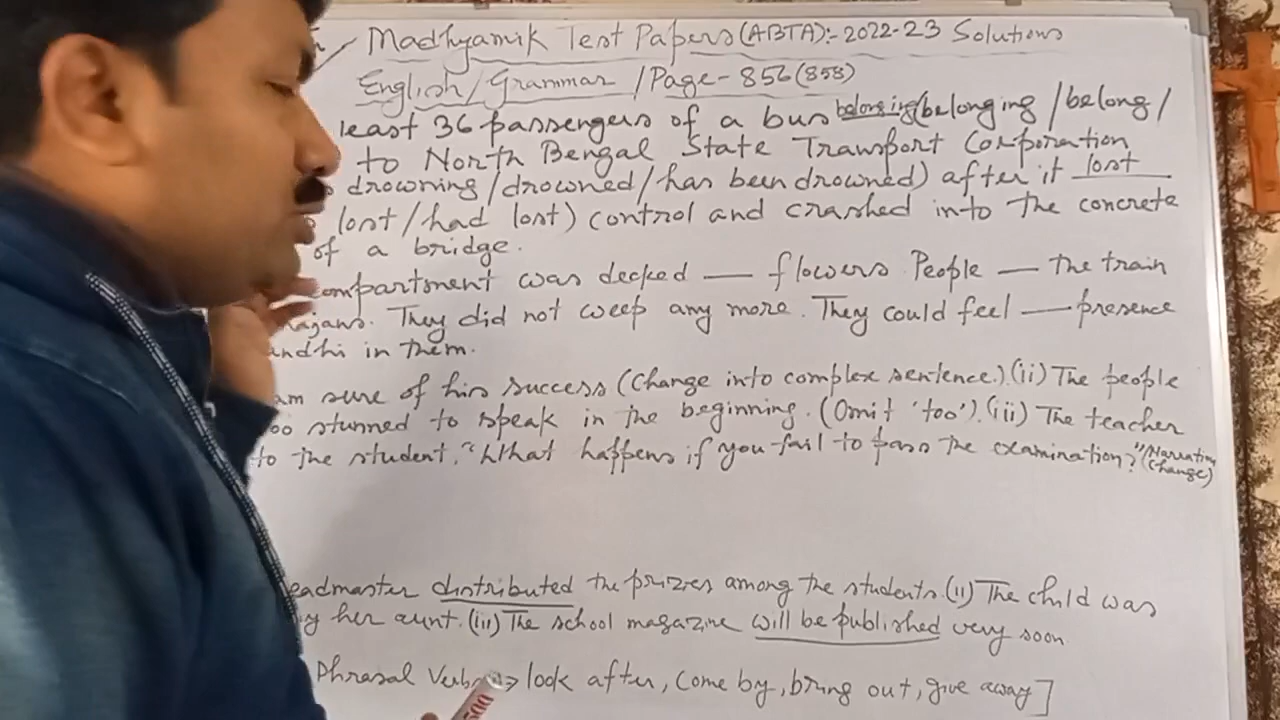 Madhyamik Test Papers (ABTA):- 2022-23 Solutions
English/Grammar /Page-856(858)
least 36 passengers of a bus belonging (belonging /belong/
to North Bengal State Transport Corporation
drowning/drowned/has been drowned) after it lost
lost/had lost) control and crashed into the concrete
of a bridge.
compartment was decked — flowers People — the train
They did not weep any more. They could feel — presence
andhi in them.
am sure of his success (Change into complex sentence.) (ii) The people
oo stunned to speak in the beginning. (Omit 'too'). (iii) The teacher
to the student, "What happens if you fail to pass the examination?" (Narration Change)
eadmaster distributed the prizes among the students. (ii) The child was
by her aunt. (iii) The school magazine will be published very soon
Phrasal Verbs => look after, come by, bring out, give away]